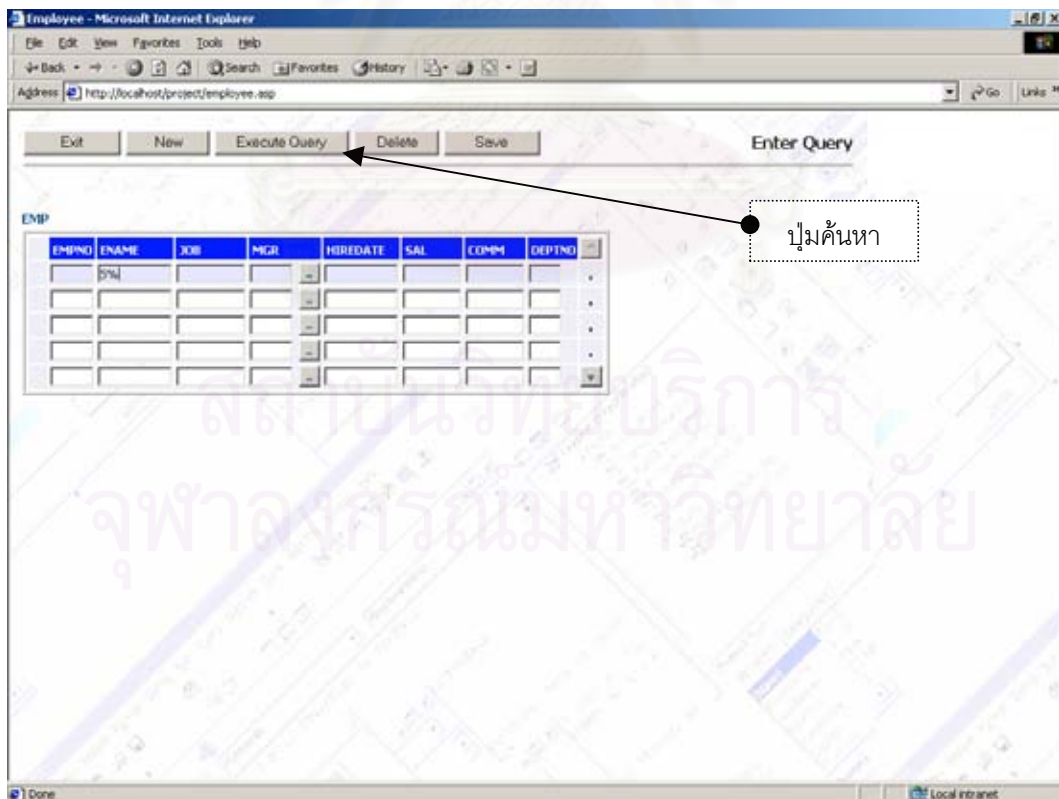 Employee - Microsoft Internet Explorer
File Edit View Favorites Tools Help
Back Search Favorites History
Address http://localhost/project/employee.asp Go Links
Exit New Execute Query Delete Save Enter Query
ปุ่มค้นหา
EMP
EMPNO ENAME JOB MGR HIREDATE SAL COMM DEPTNO
สถาบันวิทยบริการ
จุฬาลงกรณ์มหาวิทยาลัย
Done Local intranet